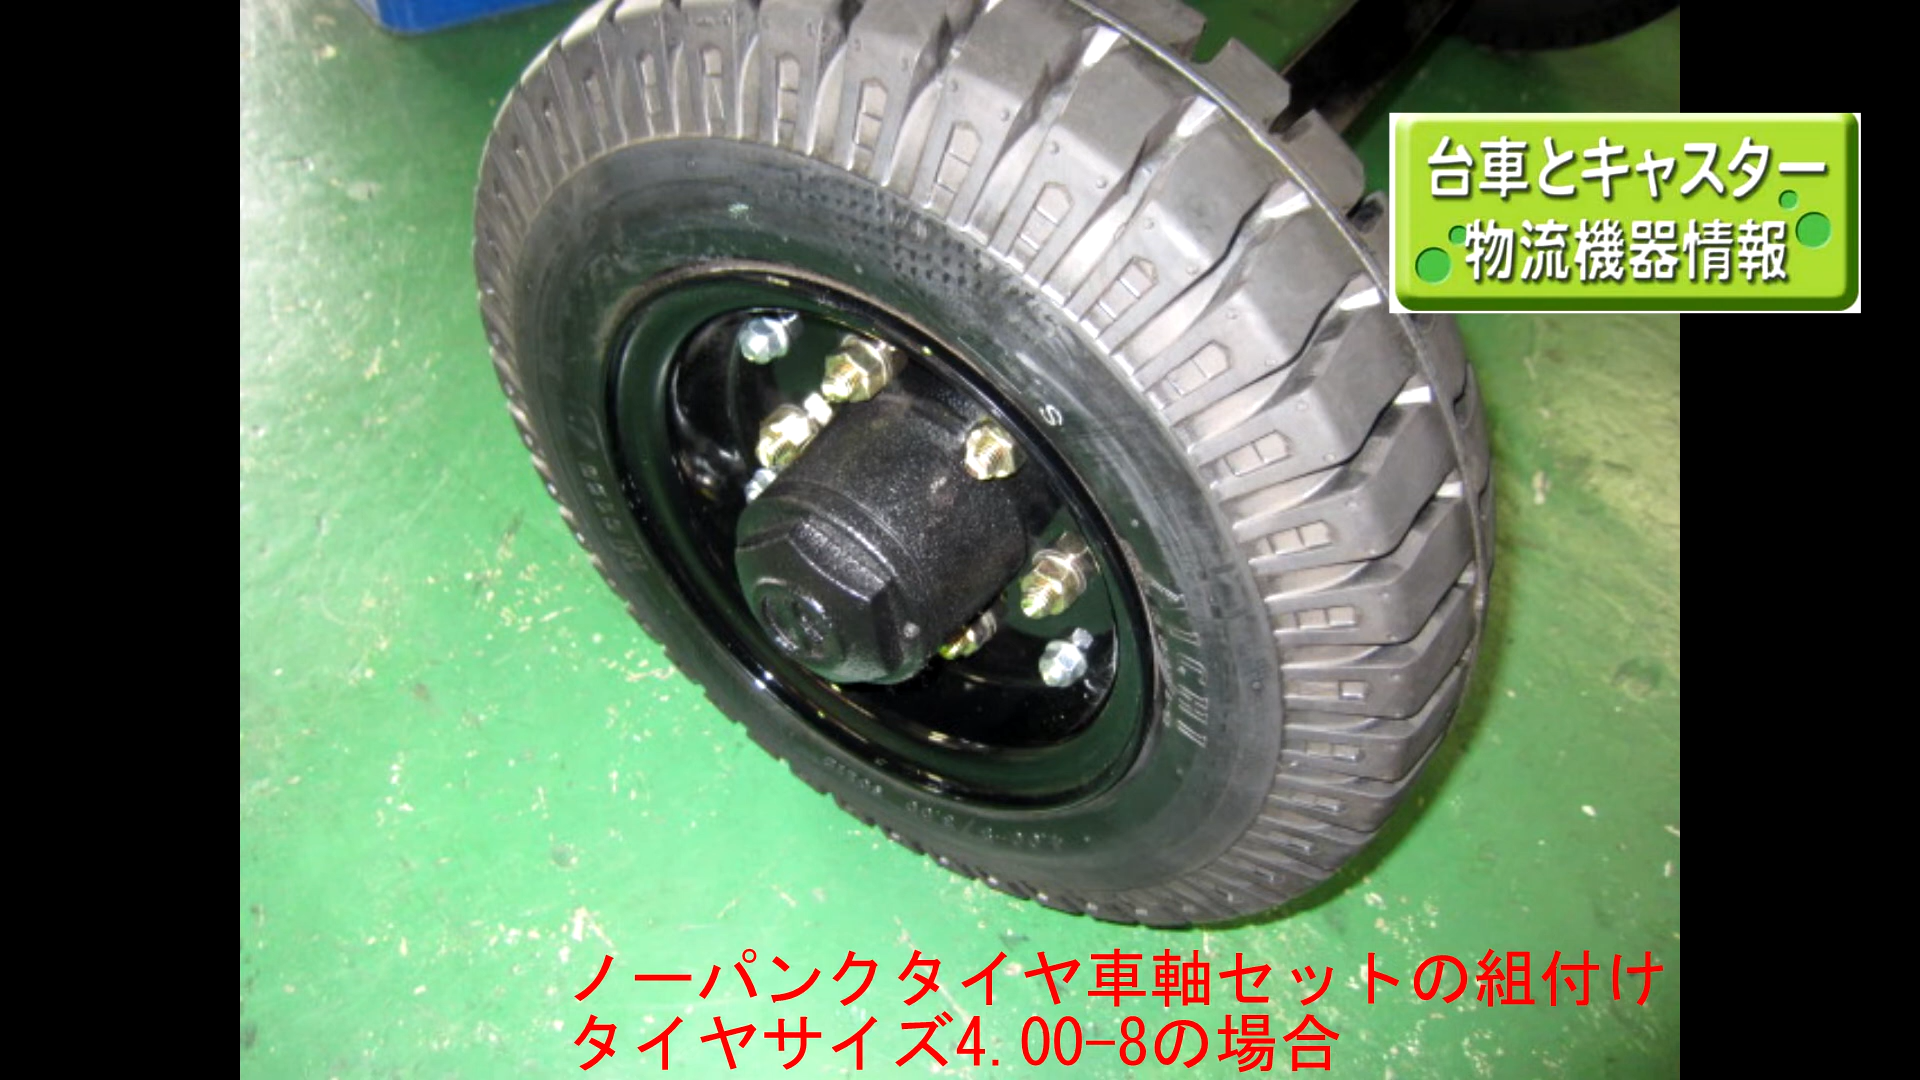 台車とキャスター
物流機器情報
S
AICHI
ノーパンクタイヤ車軸セットの組付け
タイヤサイズ4.00-8の場合